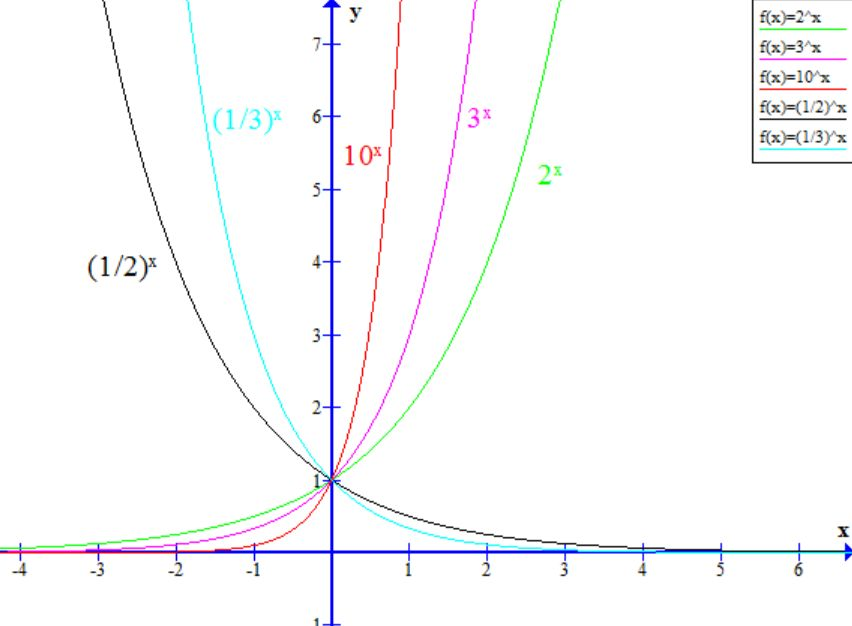 y
f(x)=2^x
f(x)=3^x
f(x)=10^x
f(x)=(1/2)^x
f(x)=(1/3)^x
7
6
(1/3)ˣ
3ˣ
10ˣ
5
2ˣ
4
(1/2)ˣ
3
2
1
x
-4 -3 -2 -1 1 2 3 4 5 6
1